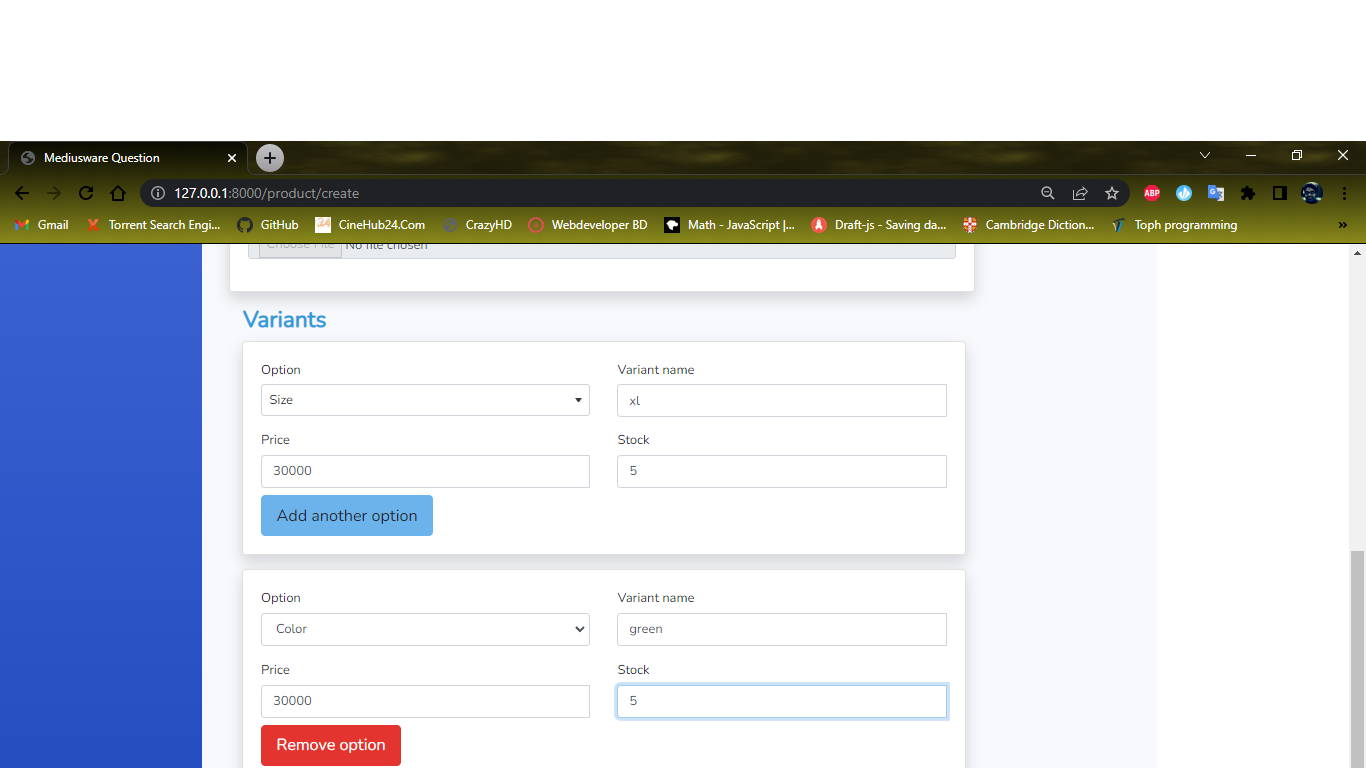 Mediusware Question
127.0.0.1:8000/product/create
Gmail Torrent Search Engi... GitHub CineHub24.Com CrazyHD Webdeveloper BD Math - JavaScript |... Draft-js - Saving da... Cambridge Diction... Toph programming »
Choose File No file chosen
Variants
Option Variant name
Size xl
Price Stock
30000 5
Add another option
Option Variant name
Color green
Price Stock
30000 5
Remove option